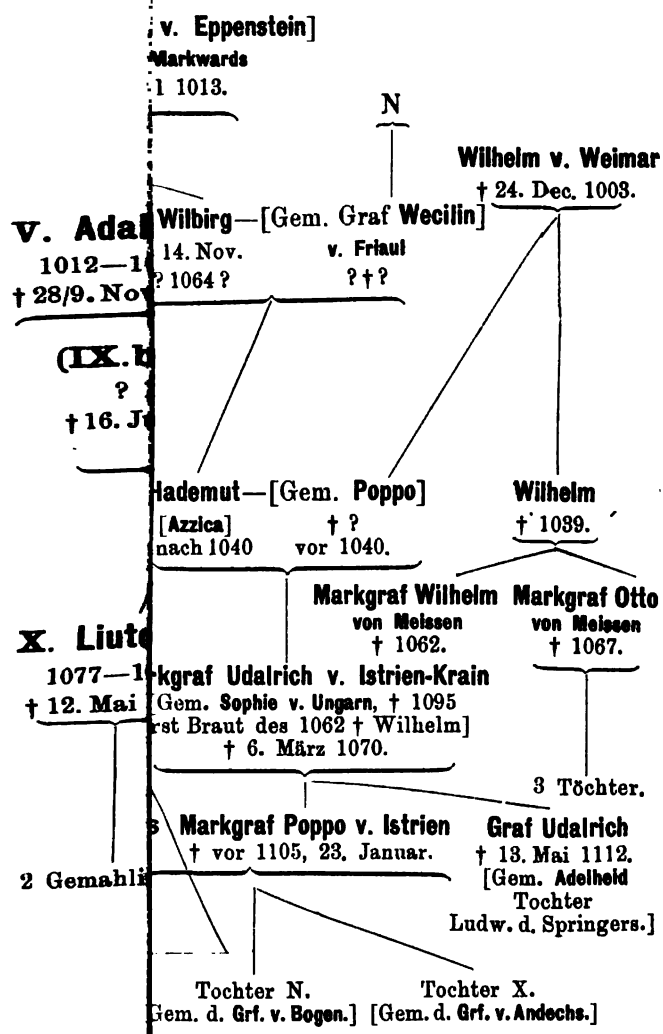 v. Eppenstein]
Markwards
1013.
N
Wilhelm v. Weimar
† 24. Dec. 1003.
Wilbirg—[Gem. Graf Wecilin]
14. Nov. v. Friaul
? 1064 ? ? † ?
V. Adal
1012—1
† 28/9. Nov
(IX. b
?
† 16. Ju
Hademut—[Gem. Poppo]
[Azzica] † ?
nach 1040 vor 1040.
Wilhelm
† 1039.
Markgraf Wilhelm
von Meissen
† 1062.
Markgraf Otto
von Meissen
† 1067.
X. Liuto
1077—1
† 12. Mai
kgraf Udalrich v. Istrien-Krain
[Gem. Sophie v. Ungarn, † 1095
rst Braut des 1062 † Wilhelm]
† 6. März 1070.
3 Töchter.
s Markgraf Poppo v. Istrien
† vor 1105, 23. Januar.
Graf Udalrich
† 13. Mai 1112.
[Gem. Adelheid
Tochter
Ludw. d. Springers.]
2 Gemahli
Tochter N.
Gem. d. Grf. v. Bogen.]
Tochter X.
[Gem. d. Grf. v. Andechs.]